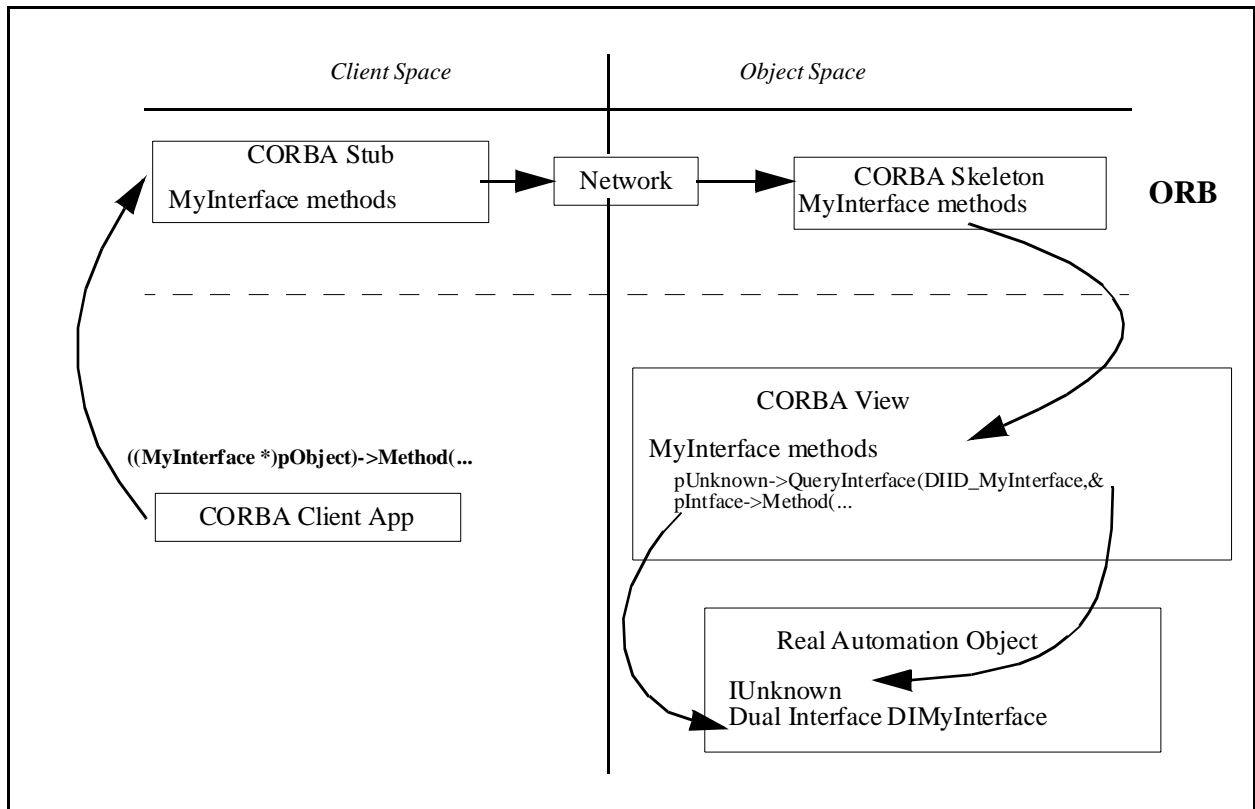 Client Space
Object Space
CORBA Stub
MyInterface methods
Network
CORBA Skeleton
MyInterface methods
ORB
CORBA View
MyInterface methods
pUnknown->QueryInterface(DIID_MyInterface,&
pIntface->Method(...
((MyInterface *)pObject)->Method(...
CORBA Client App
Real Automation Object
IUnknown
Dual Interface DIMyInterface